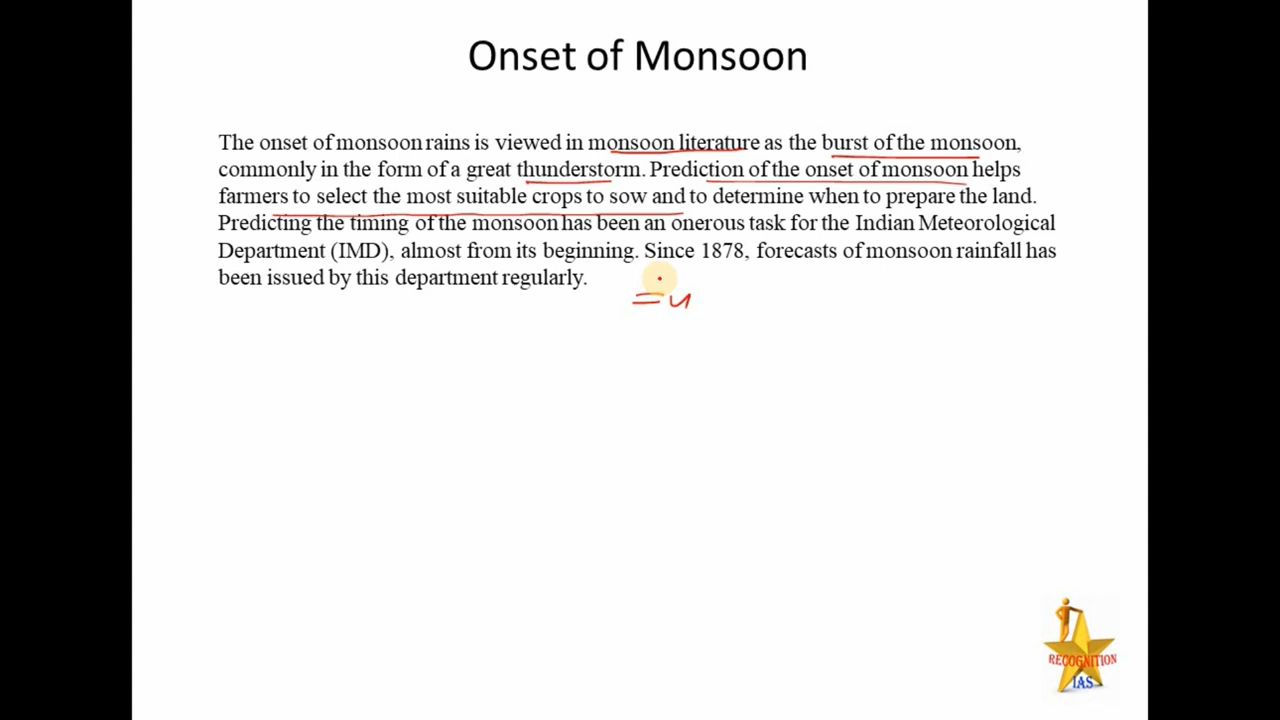 Onset of Monsoon
The onset of monsoon rains is viewed in monsoon literature as the burst of the monsoon,
commonly in the form of a great thunderstorm. Prediction of the onset of monsoon helps
farmers to select the most suitable crops to sow and to determine when to prepare the land.
Predicting the timing of the monsoon has been an onerous task for the Indian Meteorological
Department (IMD), almost from its beginning. Since 1878, forecasts of monsoon rainfall has
been issued by this department regularly.
RECOGNITION
IAS